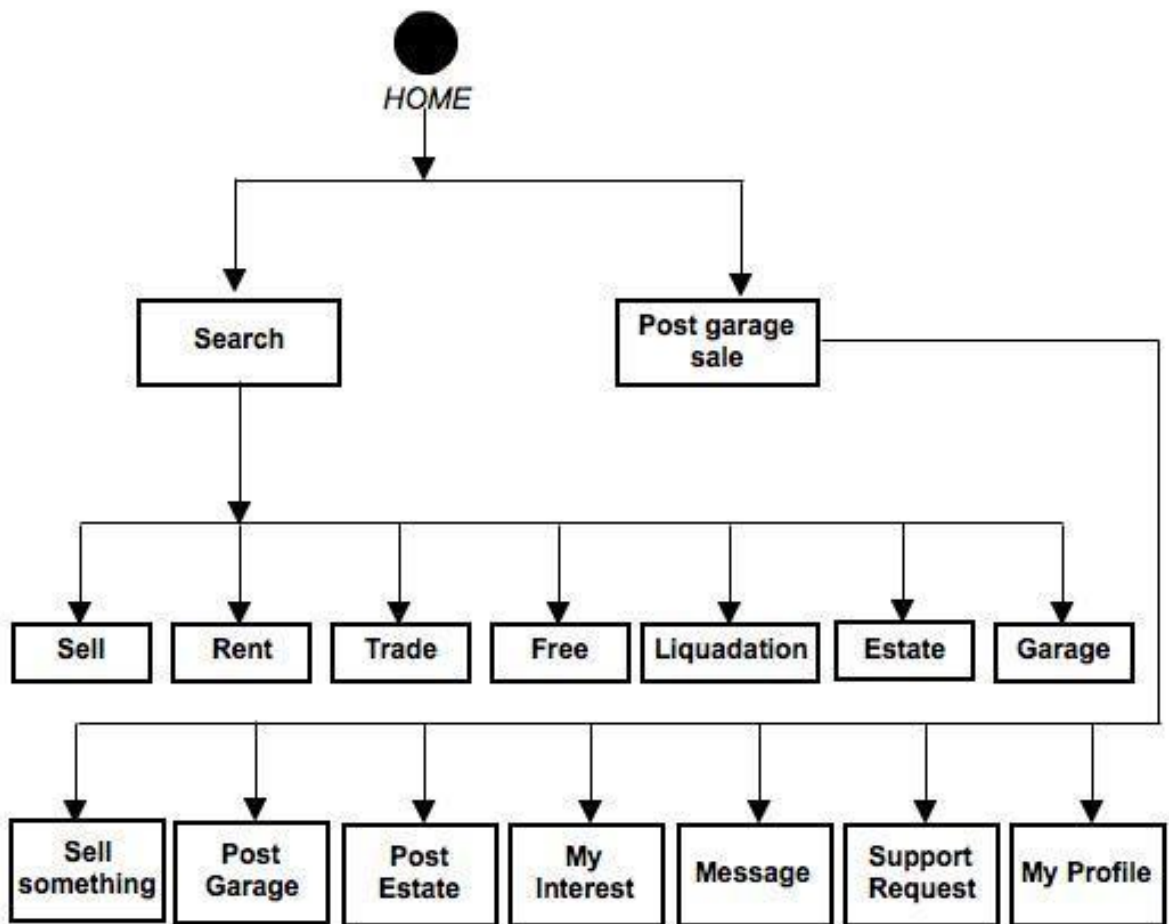 HOME
Search
Post garage
sale
Sell
Rent
Trade
Free
Liquadation
Estate
Garage
Sell
something
Post
Garage
Post
Estate
My
Interest
Message
Support
Request
My Profile